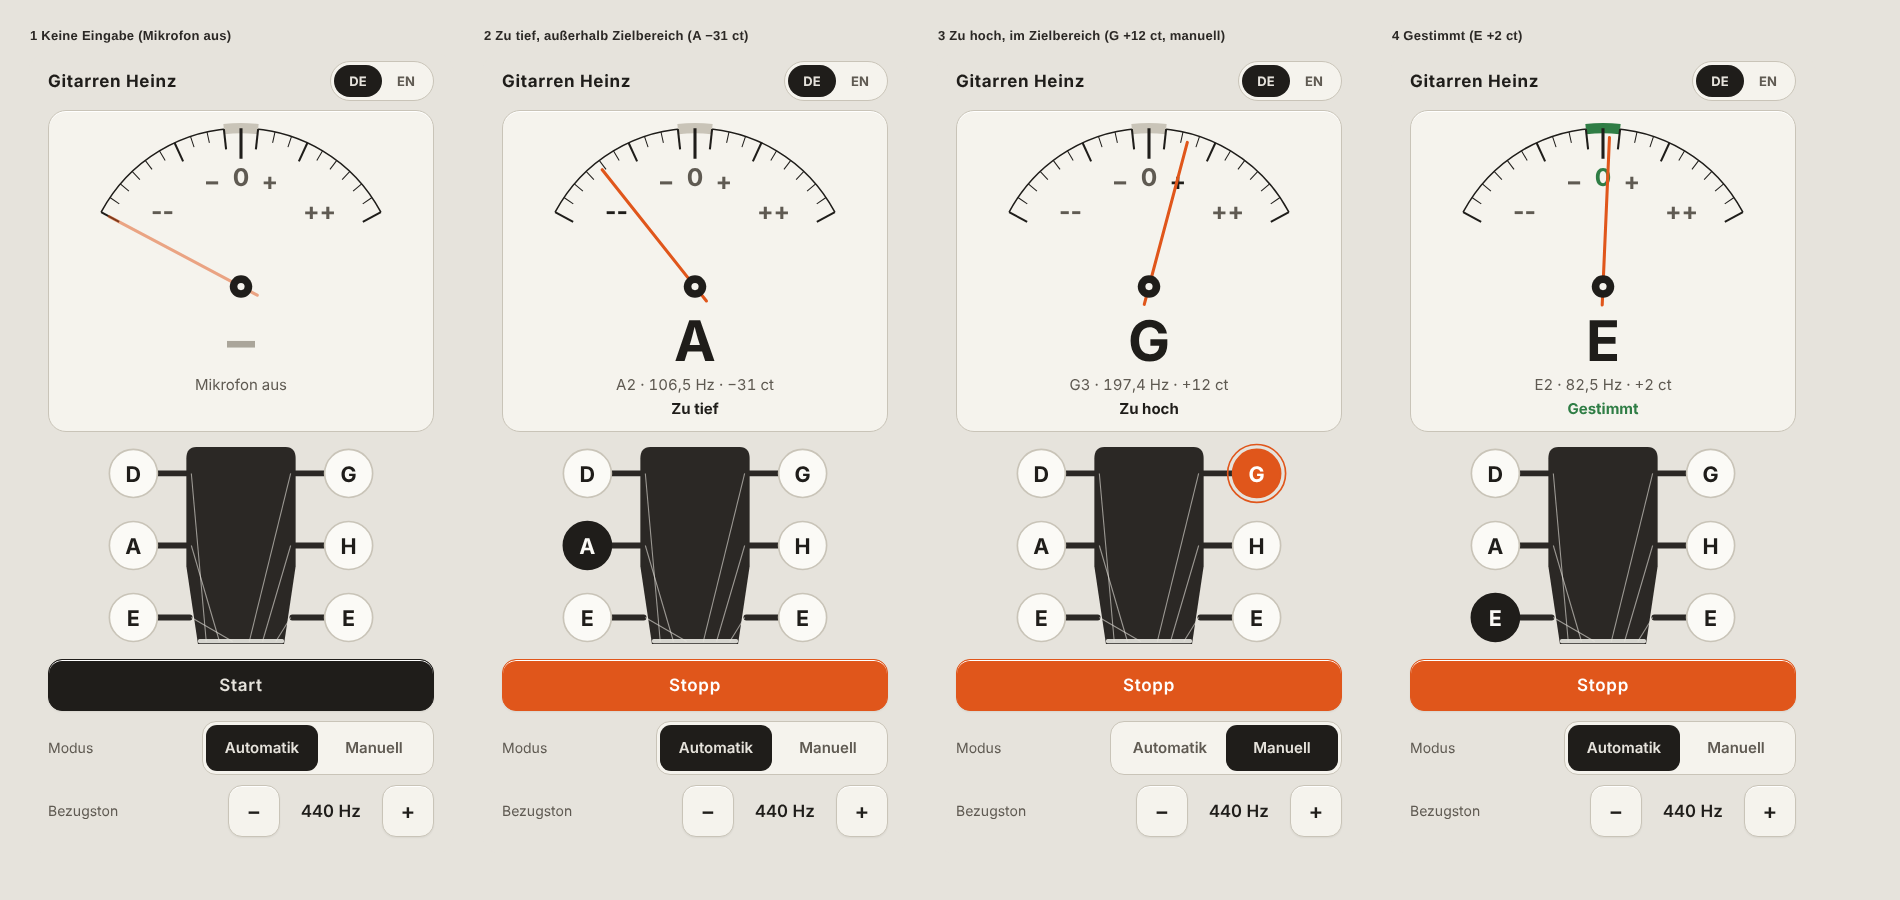 1 Keine Eingabe (Mikrofon aus)
Gitarren Heinz
DE EN
– 0 +
-- ++
–
Mikrofon aus
D G
A H
E E
Start
Modus Automatik Manuell
Bezugston – 440 Hz +
2 Zu tief, außerhalb Zielbereich (A −31 ct)
Gitarren Heinz
DE EN
– 0 +
-- ++
A
A2 · 106,5 Hz · −31 ct
Zu tief
D G
A H
E E
Stopp
Modus Automatik Manuell
Bezugston – 440 Hz +
3 Zu hoch, im Zielbereich (G +12 ct, manuell)
Gitarren Heinz
DE EN
– 0 +
-- ++
G
G3 · 197,4 Hz · +12 ct
Zu hoch
D G
A H
E E
Stopp
Modus Automatik Manuell
Bezugston – 440 Hz +
4 Gestimmt (E +2 ct)
Gitarren Heinz
DE EN
– 0 +
-- ++
E
E2 · 82,5 Hz · +2 ct
Gestimmt
D G
A H
E E
Stopp
Modus Automatik Manuell
Bezugston – 440 Hz +